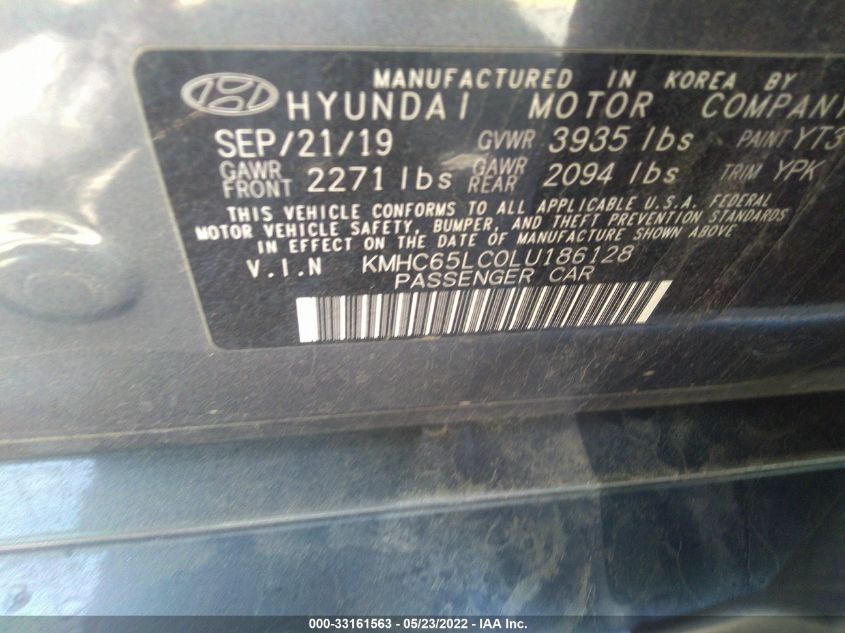 MANUFACTURED IN KOREA BY
HYUNDAI MOTOR COMPANY
SEP/21/19 GVWR 3935 lbs PAINT YT3
GAWR FRONT 2271 lbs GAWR REAR 2094 lbs TRIM YPK
THIS VEHICLE CONFORMS TO ALL APPLICABLE U.S.A. FEDERAL
MOTOR VEHICLE SAFETY, BUMPER, AND THEFT PREVENTION STANDARDS
IN EFFECT ON THE DATE OF MANUFACTURE SHOWN ABOVE
V.I.N KMHC65LC0LU186128
PASSENGER CAR
000-33161563 - 05/23/2022 - IAA Inc.